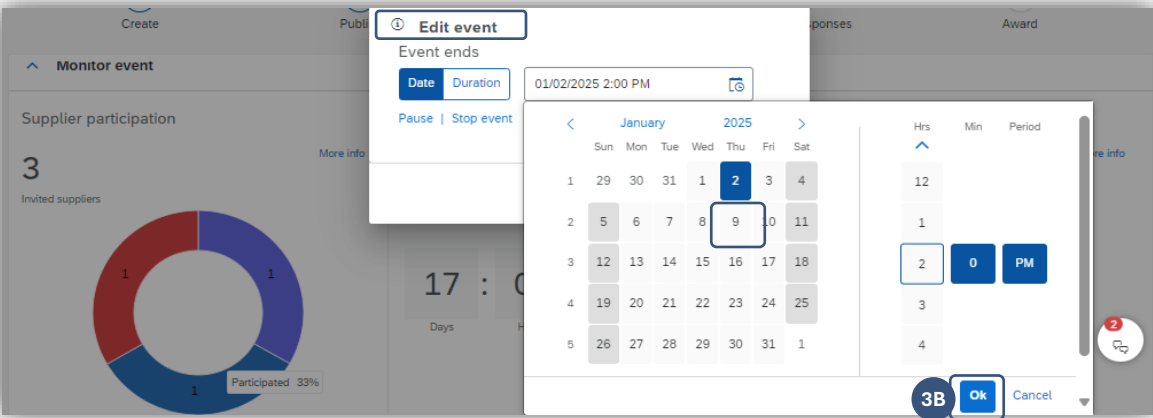 Create
Publi
ponses
Award
Edit event
Monitor event
Event ends
Date Duration
01/02/2025 2:00 PM
Pause | Stop event
Supplier participation
3
More info
Invited suppliers
re info
January 2025
Sun Mon Tue Wed Thu Fri Sat
1 29 30 31 1 2 3 4
2 5 6 7 8 9 10 11
3 12 13 14 15 16 17 18
4 19 20 21 22 23 24 25
5 26 27 28 29 30 31 1
Hrs Min Period
12
1
2 0 PM
3
4
1
1
1
Participated 33%
17 :
Days H
2
3B
Ok Cancel